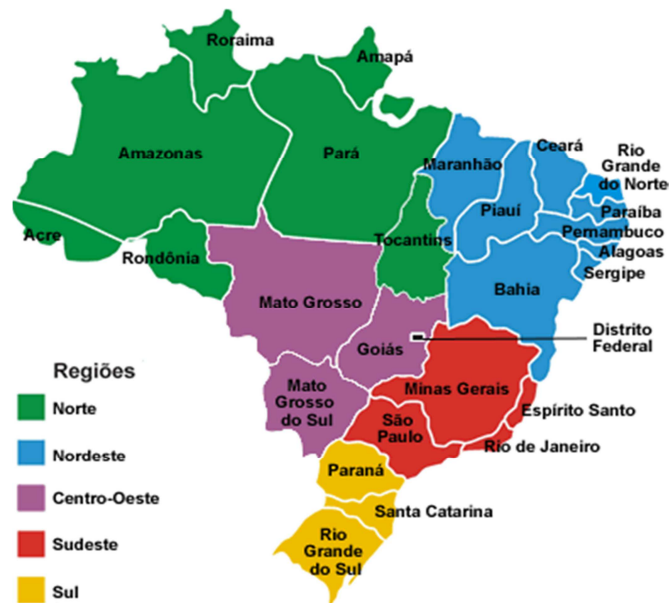 Roraima
Amapá
Amazonas
Pará
Maranhão
Ceará
Rio
Grande
do Norte
Piauí
Paraíba
Pernambuco
Alagoas
Sergipe
Acre
Rondônia
Tocantins
Bahia
Mato Grosso
Distrito
Federal
Goiás
Mato
Grosso
do Sul
Minas Gerais
Espírito Santo
São
Paulo
Rio de Janeiro
Paraná
Santa Catarina
Rio
Grande
do Sul
Regiões
Norte
Nordeste
Centro-Oeste
Sudeste
Sul